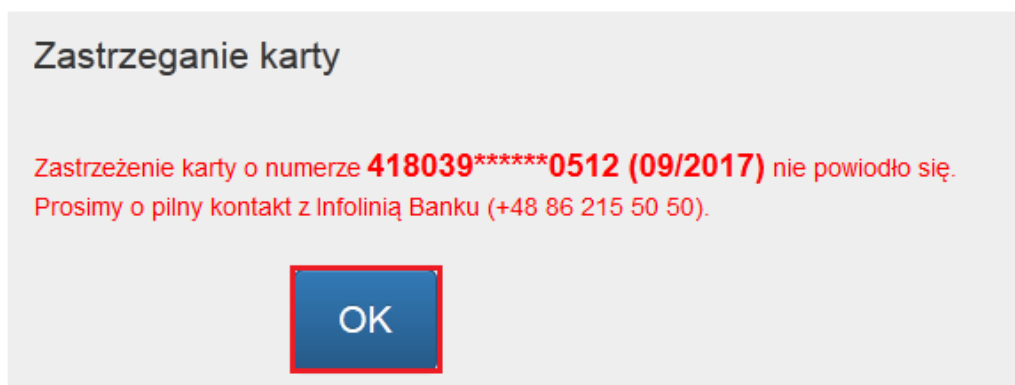 Zastrzeganie karty
Zastrzeżenie karty o numerze 418039******0512 (09/2017) nie powiodło się.
Prosimy o pilny kontakt z Infolinią Banku (+48 86 215 50 50).
OK